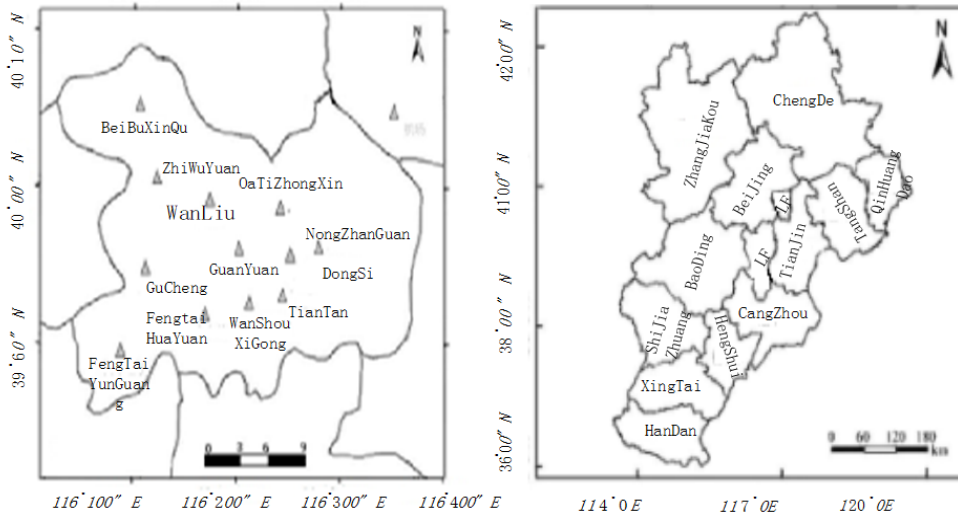 40°10′0″ N
40°00″ N
39°60″ N
N
BeiBuXinQu
ZhiWuYuan
OaTiZhongXin
WanLiu
NongZhanGuan
GuanYuan
DongSi
GuCheng
TianTan
Fengtai
HuaYuan
WanShou
XiGong
FengTai
YunGuan
g
0 3 6 9
116°100″ E
116°200″ E
116°300″ E
116°400″ E
42°00″ N
41°00″ N
38°00″ N
36°00″ N
N
ChengDe
ZhangJiaKou
BeiJing
LF
QinHuang
Dao
TangShan
TianJin
LF
BaoDing
CangZhou
ShiJia
Zhuang
HengShui
XingTai
HanDan
0 60 120 180
km
114°0E
117°0E
120°0E